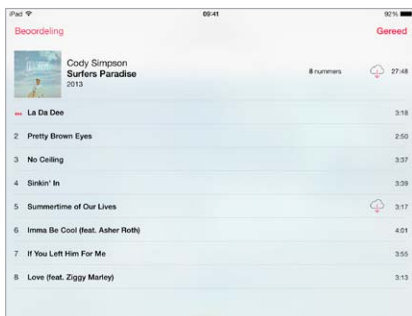 iPad 09:41 92%
Beoordeling Gereed
Cody Simpson
Surfers Paradise
2013
8 nummers 27:48
La Da Dee 3:18
2 Pretty Brown Eyes 2:50
3 No Ceiling 3:37
4 Sinkin' In 3:39
5 Summertime of Our Lives 3:17
6 Imma Be Cool (feat. Asher Roth) 4:01
7 If You Left Him For Me 3:55
8 Love (feat. Ziggy Marley) 3:13